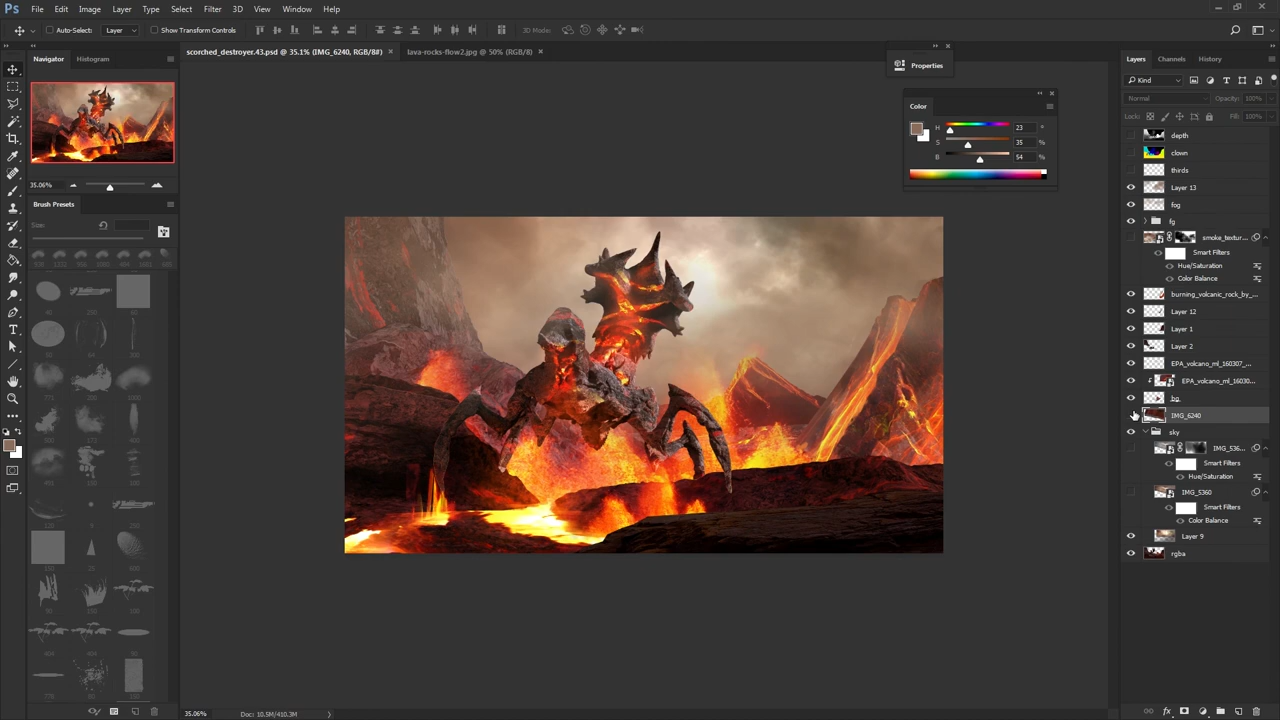 Ps File Edit Image Layer Type Select Filter 3D View Window Help
Auto-Select: Layer Show Transform Controls 3D Mode:
scorched_destroyer.43.psd @ 35.1% (IMG_6240, RGB/8#) × lava-rocks-flow2.jpg @ 50% (RGB/8) ×
Navigator Histogram
35.06%
Brush Presets
Size:
Properties
Color
H 23 °
S 35 %
B 54 %
Layers Channels History
Kind
Normal Opacity: 100%
Lock: Fill: 100%
depth
clown
thirds
Layer 13
fog
fg
smoke_textur...
Smart Filters
Hue/Saturation
Color Balance
burning_volcanic_rock_by_...
Layer 12
Layer 1
Layer 2
EPA_volcano_ml_160307_...
EPA_volcano_ml_16030...
bg
IMG_6240
sky
IMG_536...
Smart Filters
Hue/Saturation
IMG_5360
Smart Filters
Color Balance
Layer 9
rgba
35.06% Doc: 10.5M/410.3M